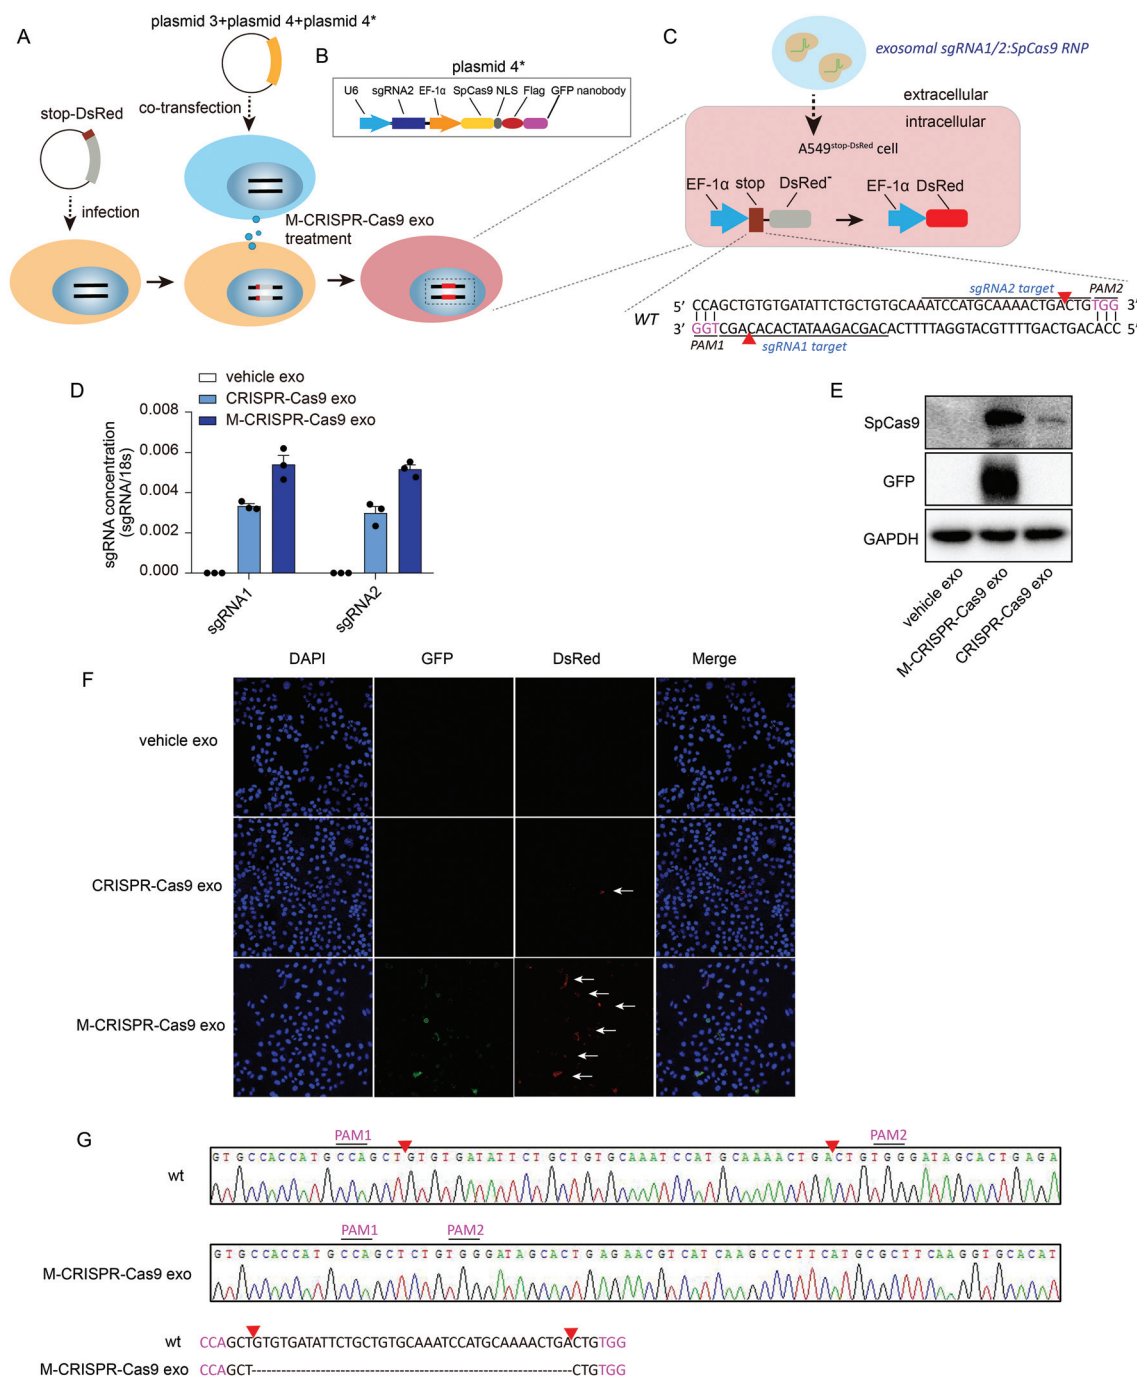 A
plasmid 3+plasmid 4+plasmid 4*
co-transfection
stop-DsRed
infection
M-CRISPR-Cas9 exo
treatment
B
plasmid 4*
U6 sgRNA2 EF-1α SpCas9 NLS Flag GFP nanobody
C
exosomal sgRNA1/2:SpCas9 RNP
extracellular
intracellular
A549stop-DsRed cell
EF-1α stop DsRed-
EF-1α DsRed
sgRNA2 target PAM2
5' CCAGCTGTGTGATATTCTGCTGTGCAAATCCATGCAAAACTGACTGTGG 3'
WT
3' GGTCGACACACTATAAGACGACACTTTTAGGTACGTTTTGACTGACACC 5'
PAM1 sgRNA1 target
D
vehicle exo
CRISPR-Cas9 exo
M-CRISPR-Cas9 exo
sgRNA concentration
(sgRNA/18s)
0.008
0.006
0.004
0.002
0.000
sgRNA1
sgRNA2
E
SpCas9
GFP
GAPDH
vehicle exo
M-CRISPR-Cas9 exo
CRISPR-Cas9 exo
F
DAPI GFP DsRed Merge
vehicle exo
CRISPR-Cas9 exo
M-CRISPR-Cas9 exo
G
PAM1 PAM2
wt
GTGCCACCATGCCAGCTGTGTGATATTCTGCTGTGCAAATCCATGCAAAACTGACTGTGGGATAGCACTGAGA
PAM1 PAM2
M-CRISPR-Cas9 exo
GTGCCACCATGCCAGCTCTGTGGGATAGCACTGAGAACGTCATCAAGCCCTTCATGCGCTTCAAGGTGCACAT
wt CCAGCTGTGTGATATTCTGCTGTGCAAATCCATGCAAAACTGACTGTGG
M-CRISPR-Cas9 exo CCAGCT-------------------------------------CTGTGG